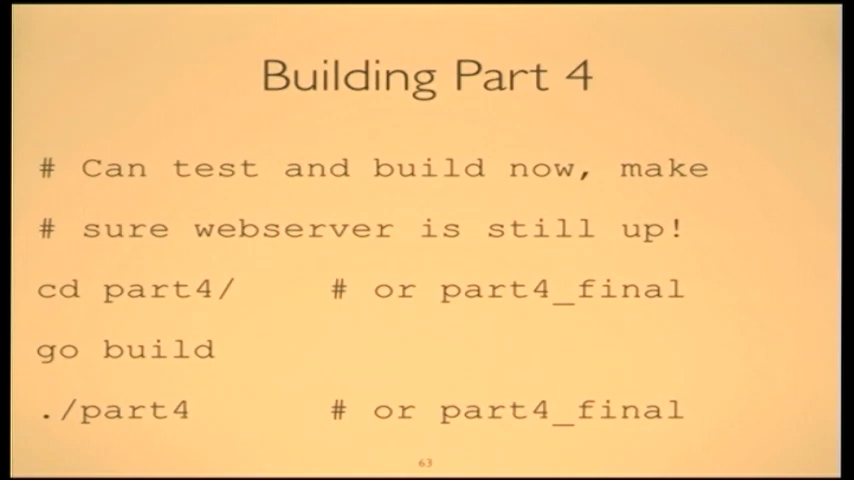 Building Part 4
# Can test and build now, make
# sure webserver is still up!
cd part4/ # or part4_final
go build
./part4 # or part4_final
63